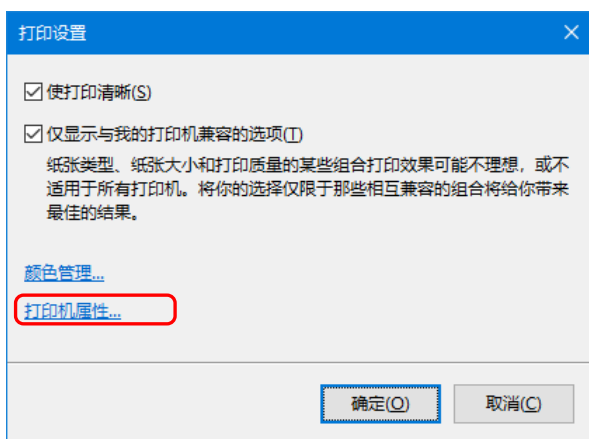 打印设置
使打印清晰(S)
仅显示与我的打印机兼容的选项(T)
纸张类型、纸张大小和打印质量的某些组合打印效果可能不理想，或不
适用于所有打印机。将你的选择仅限于那些相互兼容的组合将给你带来
最佳的结果。
颜色管理...
打印机属性...
确定(O)
取消(C)